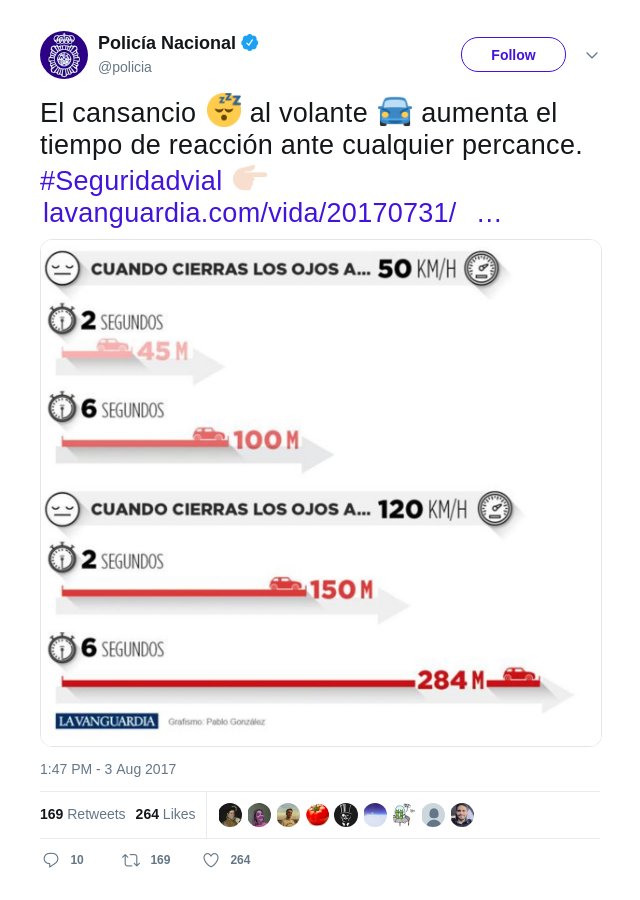 Policía Nacional
@policia
Follow
El cansancio 😴 al volante 🚘 aumenta el
tiempo de reacción ante cualquier percance.
#Seguridadvial 👉🏻
lavanguardia.com/vida/20170731/ …
CUANDO CIERRAS LOS OJOS A... 50 KM/H
2 SEGUNDOS
45 M
6 SEGUNDOS
100 M
CUANDO CIERRAS LOS OJOS A... 120 KM/H
2 SEGUNDOS
150 M
6 SEGUNDOS
284 M
LA VANGUARDIA Grafismo: Pablo González
1:47 PM - 3 Aug 2017
169 Retweets 264 Likes
10 169 264